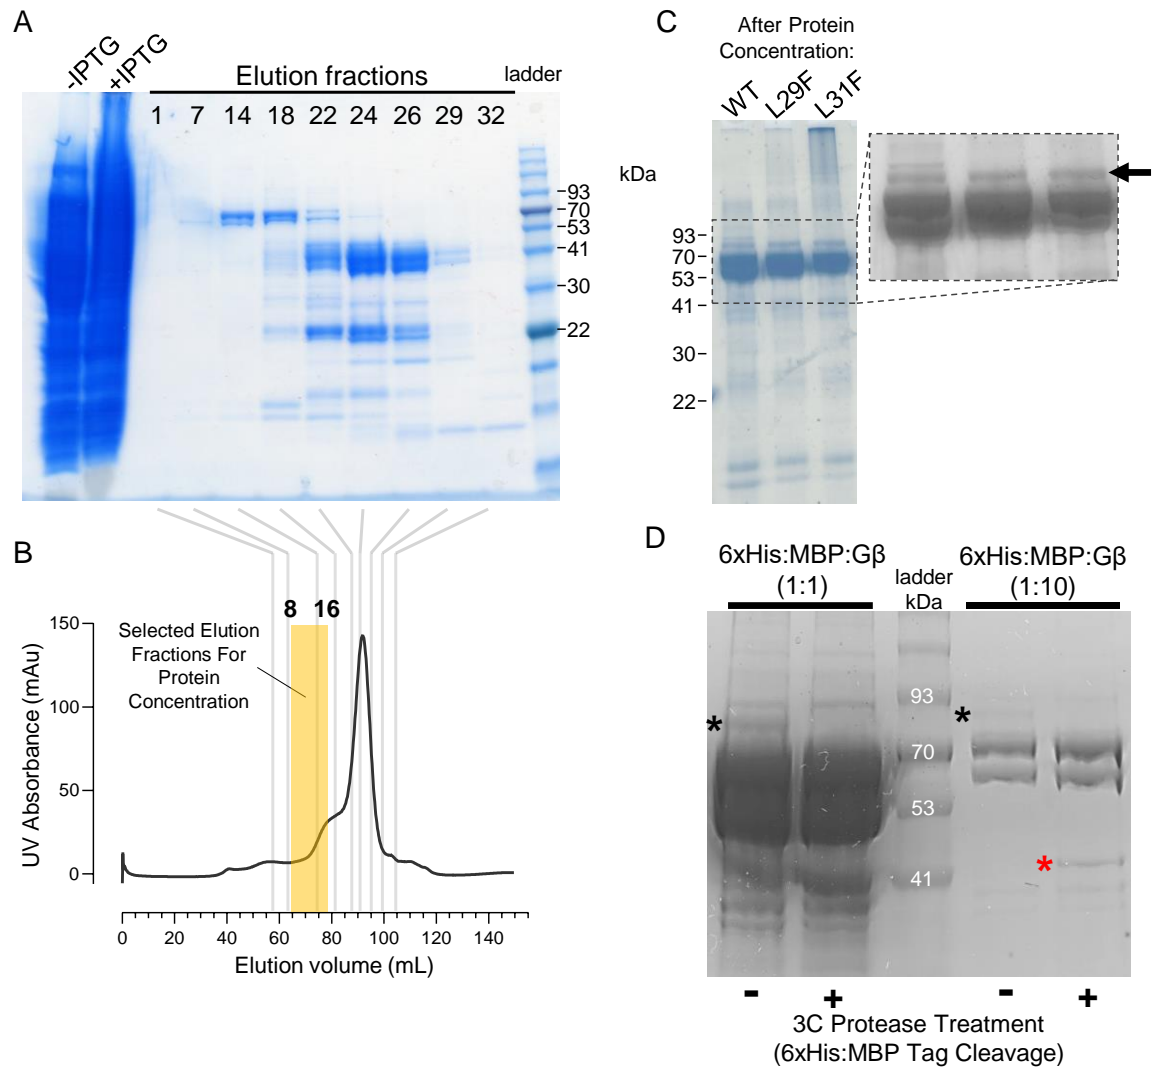 A
-IPTG
+IPTG
Elution fractions
ladder
1 7 14 18 22 24 26 29 32
93
70
53
41
30
22
B
8 16
Selected Elution
Fractions For
Protein
Concentration
UV Absorbance (mAu)
150
100
50
0
0 20 40 60 80 100 120 140
Elution volume (mL)
C
After Protein
Concentration:
WT
L29F
L31F
kDa
93
70
53
41
30
22
D
6xHis:MBP:Gβ
(1:1)
ladder
kDa
6xHis:MBP:Gβ
(1:10)
*
*
*
93
70
53
41
- + - +
3C Protease Treatment
(6xHis:MBP Tag Cleavage)